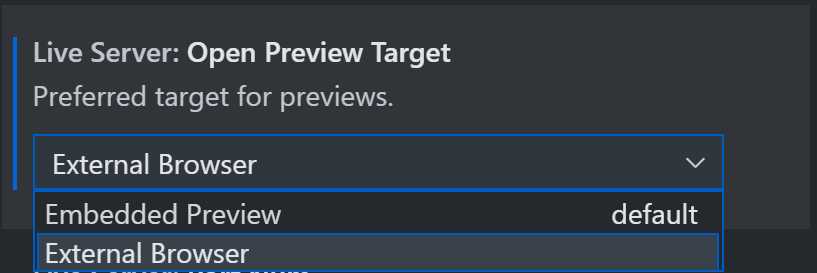 Live Server: Open Preview Target
Preferred target for previews.
External Browser
Embedded Preview default
External Browser